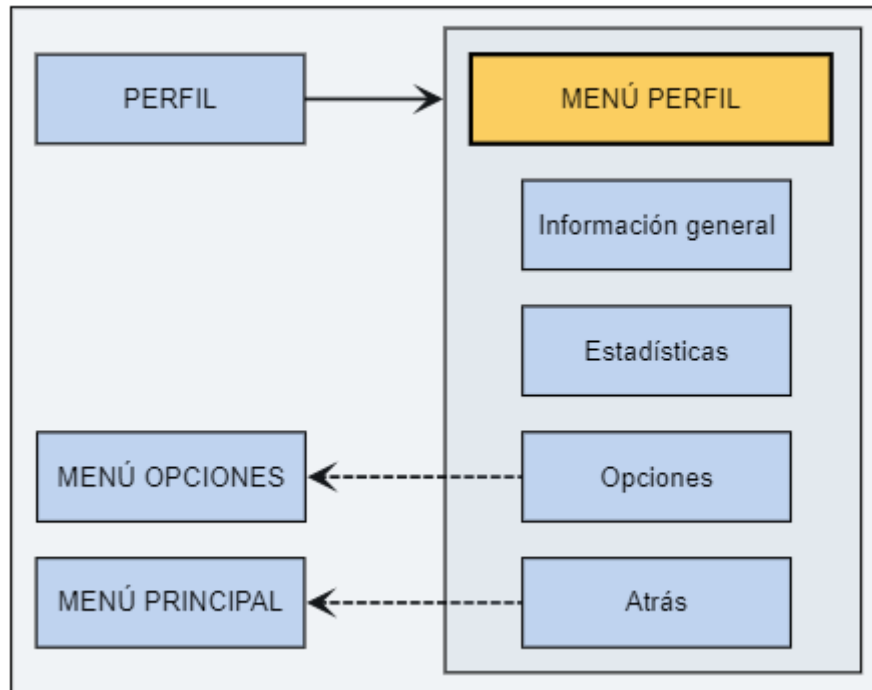 PERFIL
MENÚ PERFIL
Información general
Estadísticas
MENÚ OPCIONES
Opciones
MENÚ PRINCIPAL
Atrás